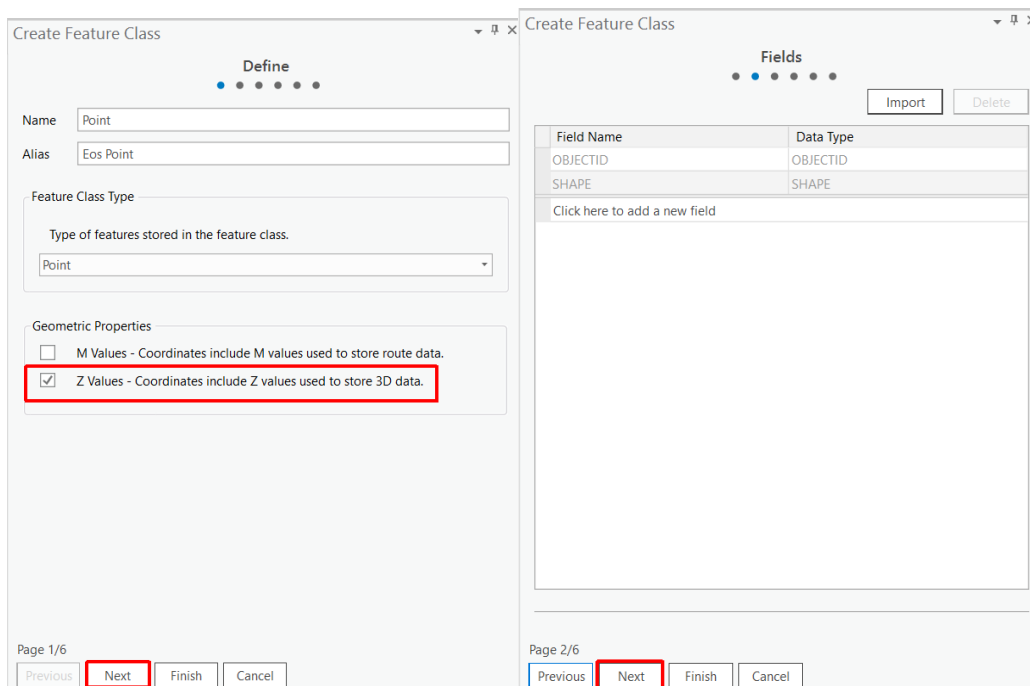 Create Feature Class
Define
Name
Point
Alias
Eos Point
Feature Class Type
Type of features stored in the feature class.
Point
Geometric Properties
M Values - Coordinates include M values used to store route data.
Z Values - Coordinates include Z values used to store 3D data.
Page 1/6
Previous
Next
Finish
Cancel
Create Feature Class
Fields
Import
Delete
Field Name
Data Type
OBJECTID
OBJECTID
SHAPE
SHAPE
Click here to add a new field
Page 2/6
Previous
Next
Finish
Cancel